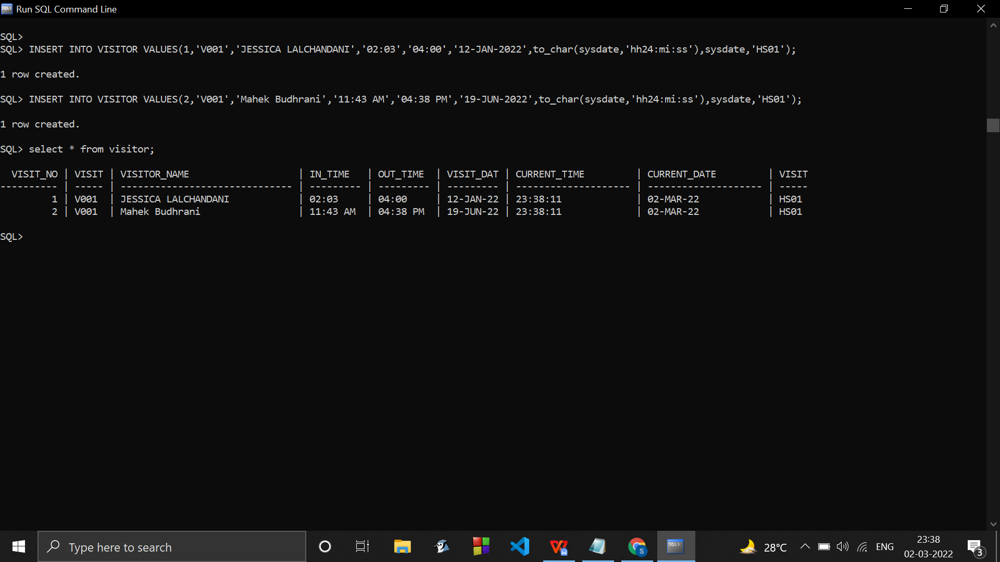 Run SQL Command Line
SQL>
SQL> INSERT INTO VISITOR VALUES(1,'V001','JESSICA LALCHANDANI','02:03','04:00','12-JAN-2022',to_char(sysdate,'hh24:mi:ss'),sysdate,'HS01');
1 row created.
SQL> INSERT INTO VISITOR VALUES(2,'V001','Mahek Budhrani','11:43 AM','04:38 PM','19-JUN-2022',to_char(sysdate,'hh24:mi:ss'),sysdate,'HS01');
1 row created.
SQL> select * from visitor;
  VISIT_NO | VISIT | VISITOR_NAME                   | IN_TIME   | OUT_TIME  | VISIT_DAT | CURRENT_TIME         | CURRENT_DATE         | VISIT
---------- | ----- | ------------------------------ | --------- | --------- | --------- | -------------------- | -------------------- | -----
         1 | V001  | JESSICA LALCHANDANI            | 02:03     | 04:00     | 12-JAN-22 | 23:38:11             | 02-MAR-22            | HS01
         2 | V001  | Mahek Budhrani                 | 11:43 AM  | 04:38 PM  | 19-JUN-22 | 23:38:11             | 02-MAR-22            | HS01
SQL>
Type here to search
28°C
ENG
23:38
02-03-2022
3